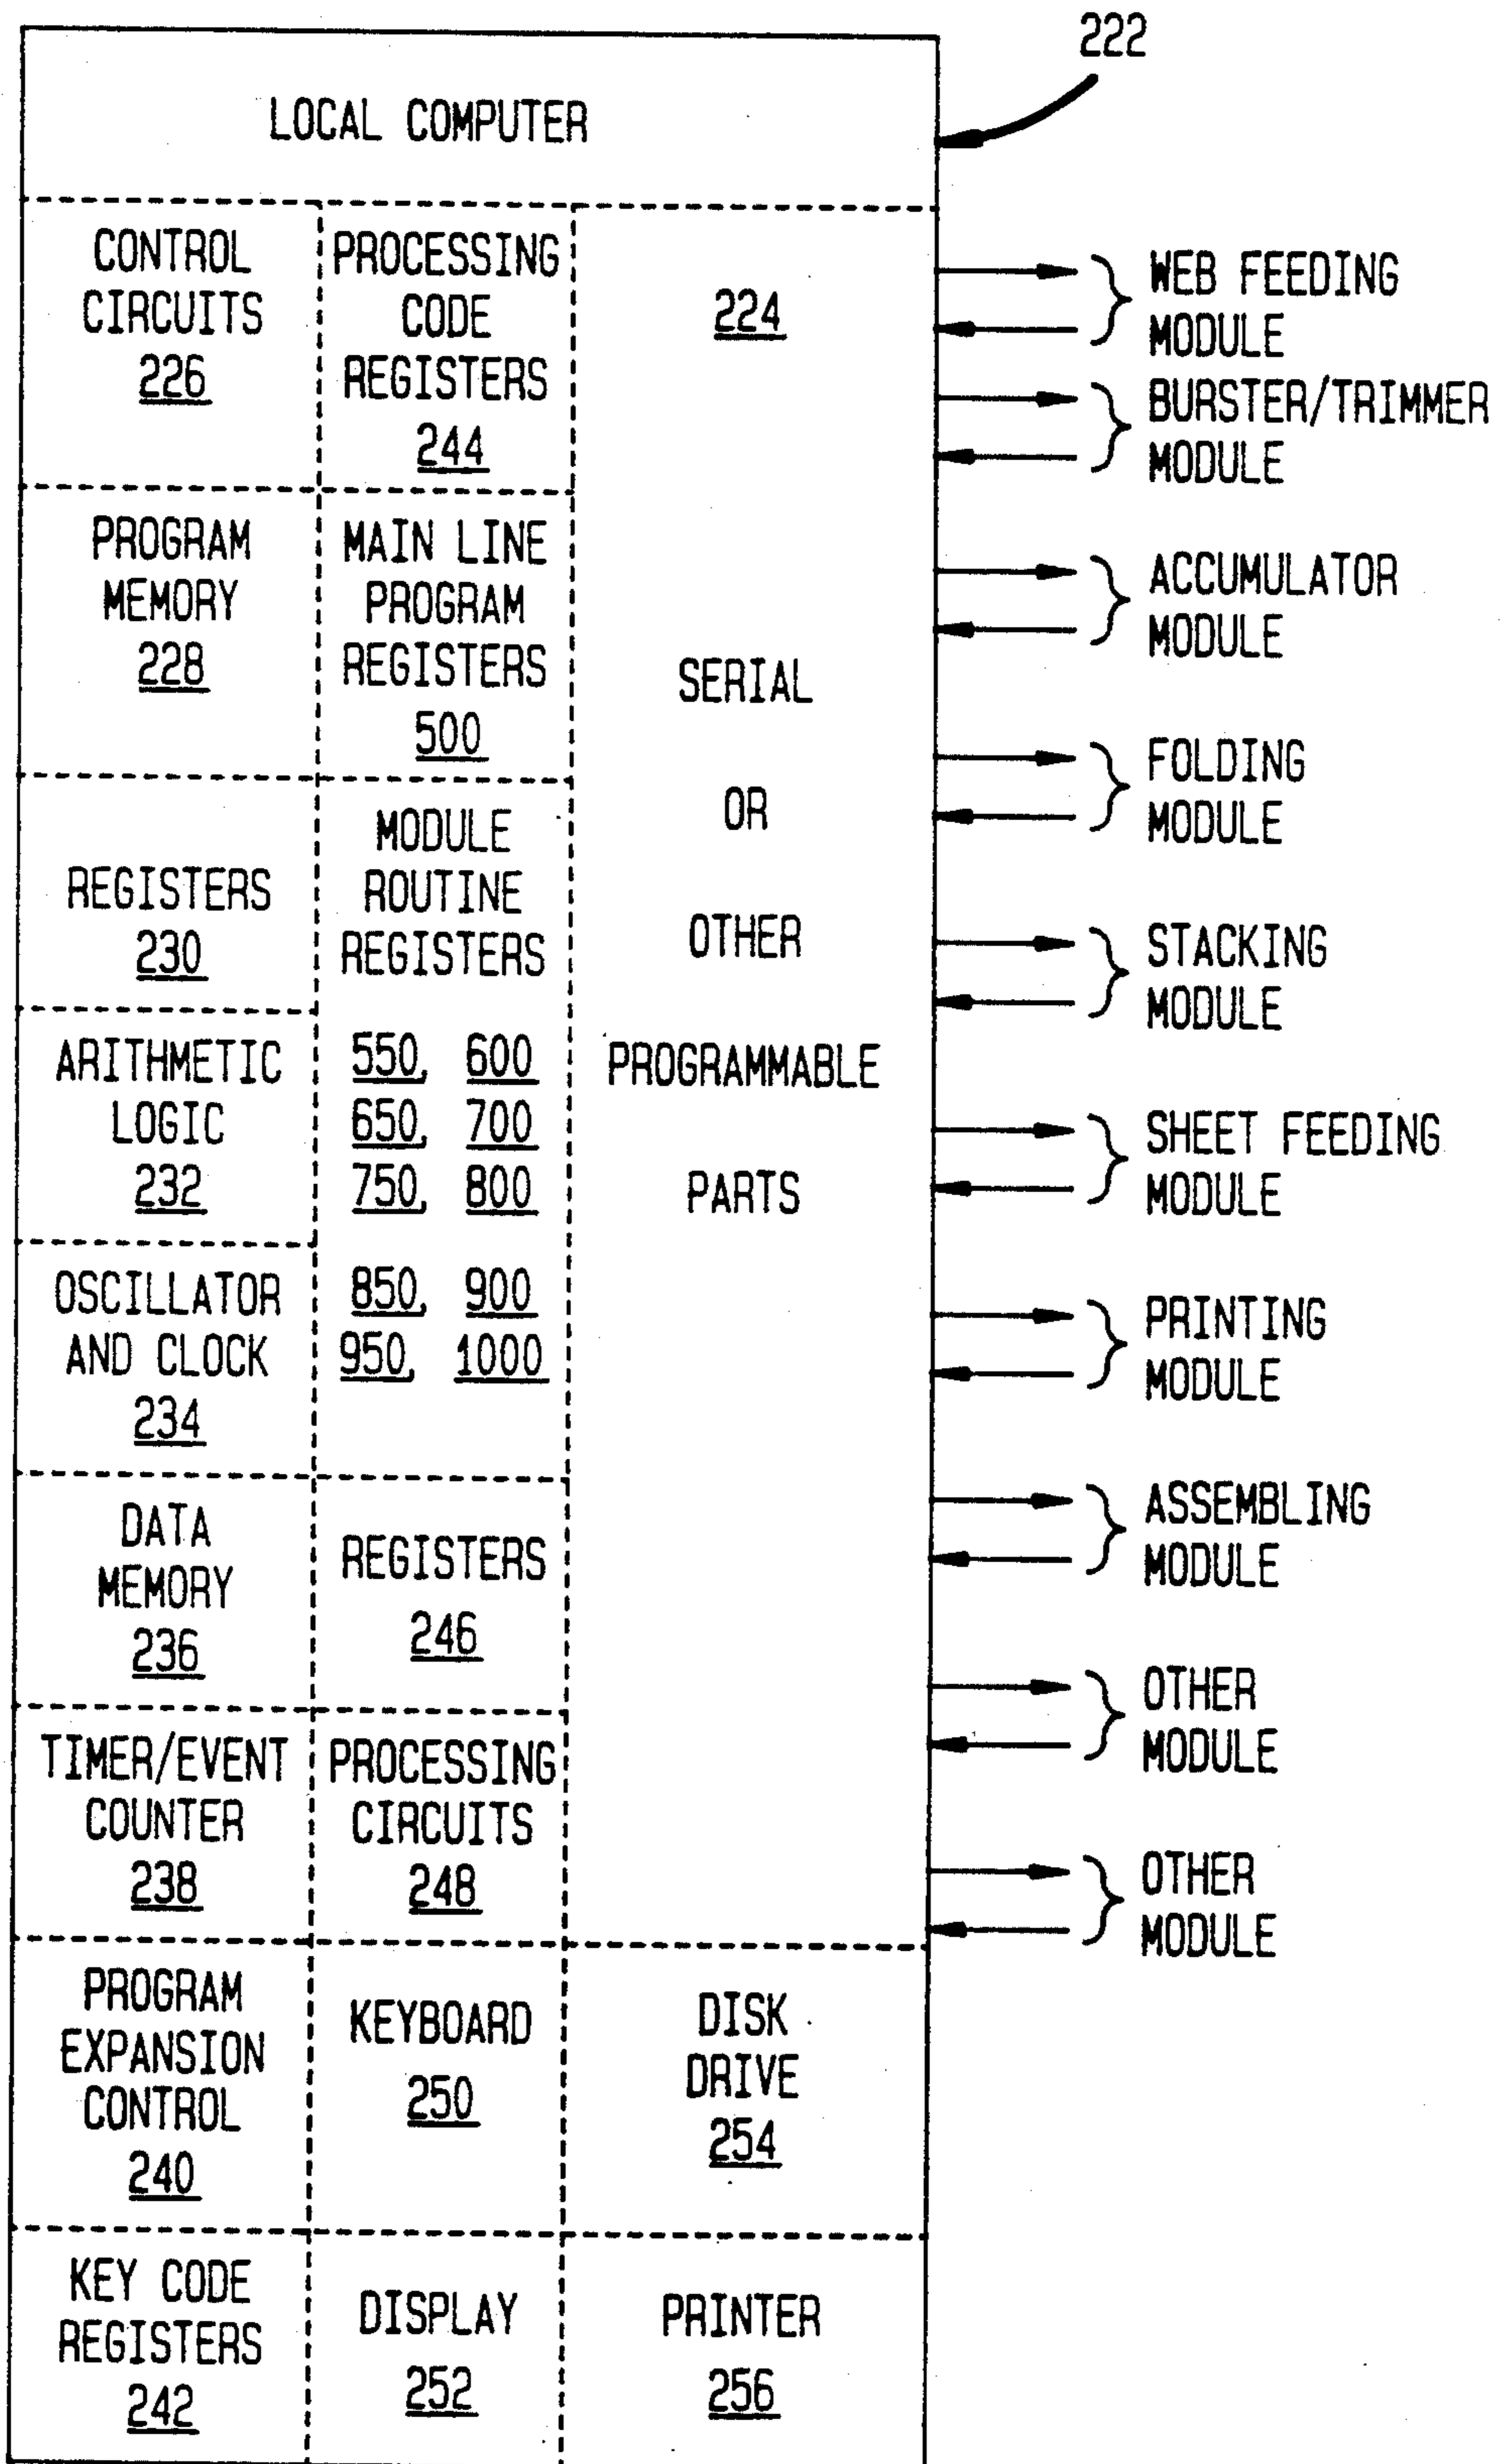 222
LOCAL COMPUTER
CONTROL
CIRCUITS
226
PROGRAM
MEMORY
228
REGISTERS
230
ARITHMETIC
LOGIC
232
OSCILLATOR
AND CLOCK
234
DATA
MEMORY
236
TIMER/EVENT
COUNTER
238
PROGRAM
EXPANSION
CONTROL
240
KEY CODE
REGISTERS
242
PROCESSING
CODE
REGISTERS
244
MAIN LINE
PROGRAM
REGISTERS
500
MODULE
ROUTINE
REGISTERS
550, 600
650, 700
750, 800
850, 900
950, 1000
REGISTERS
246
PROCESSING
CIRCUITS
248
KEYBOARD
250
DISPLAY
252
224
SERIAL
OR
OTHER
PROGRAMMABLE
PARTS
DISK
DRIVE
254
PRINTER
256
WEB FEEDING
MODULE
BURSTER/TRIMMER
MODULE
ACCUMULATOR
MODULE
FOLDING
MODULE
STACKING
MODULE
SHEET FEEDING
MODULE
PRINTING
MODULE
ASSEMBLING
MODULE
OTHER
MODULE
OTHER
MODULE